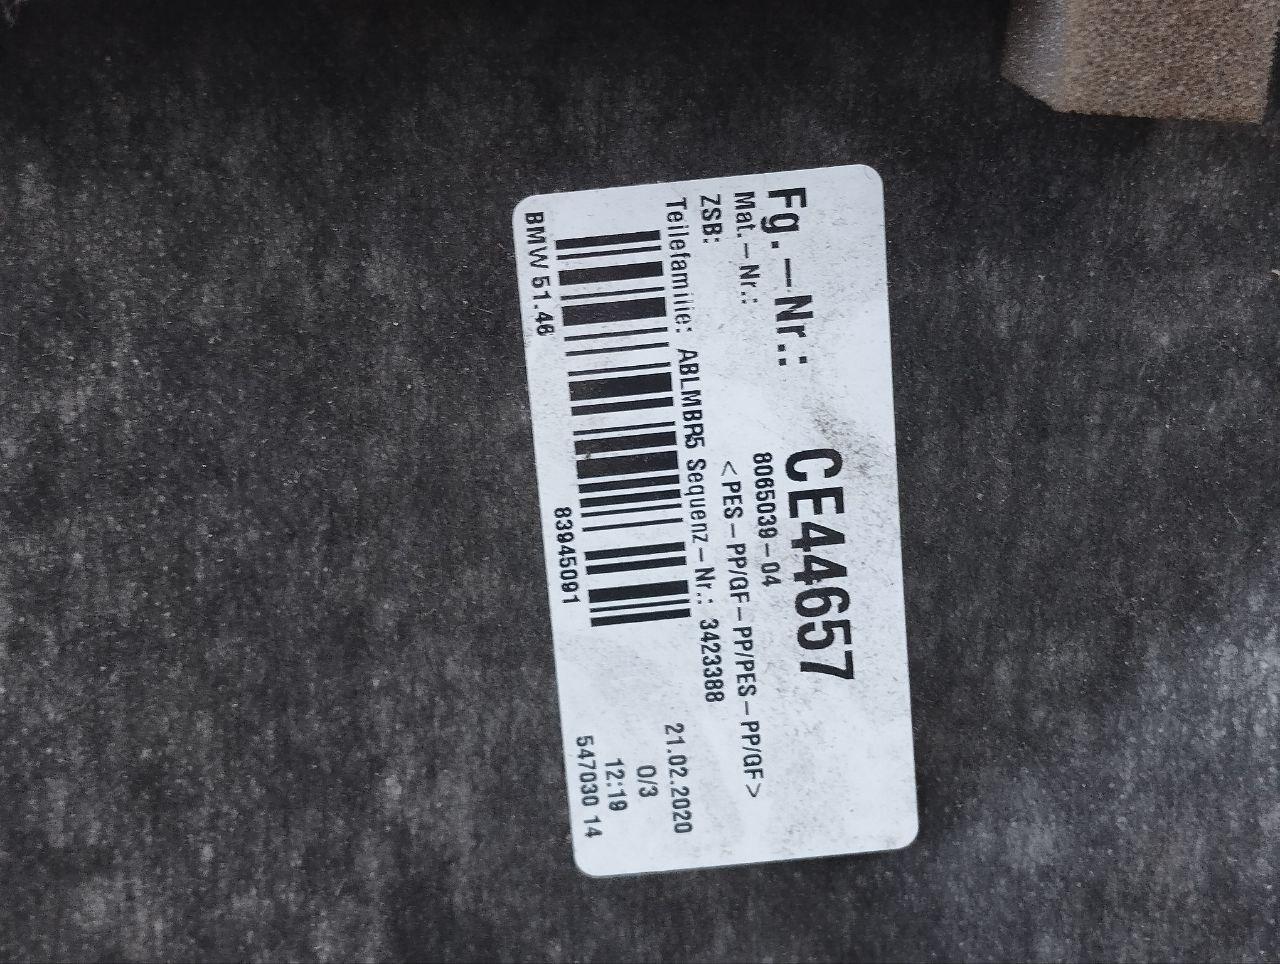 Fg.-Nr.: CE44657
Mat.-Nr.: 8065039-04
ZSB: <PES-PP/GF-PP/PES-PP/GF>
Teilefamilie: ABLMBR5 Sequenz-Nr.: 3423388
21.02.2020
0/3
12:19
BMW 51.46 83945091 547030 14